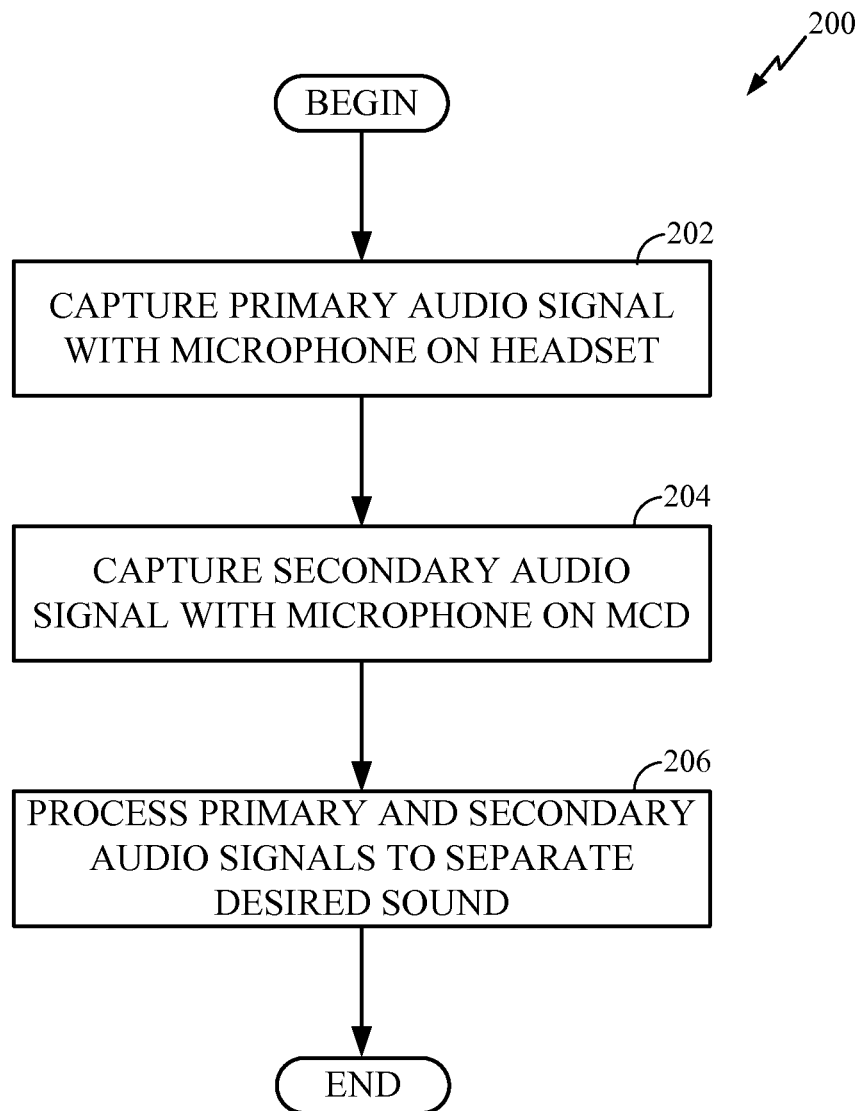 200
BEGIN
202
CAPTURE PRIMARY AUDIO SIGNAL
WITH MICROPHONE ON HEADSET
204
CAPTURE SECONDARY AUDIO
SIGNAL WITH MICROPHONE ON MCD
206
PROCESS PRIMARY AND SECONDARY
AUDIO SIGNALS TO SEPARATE
DESIRED SOUND
END